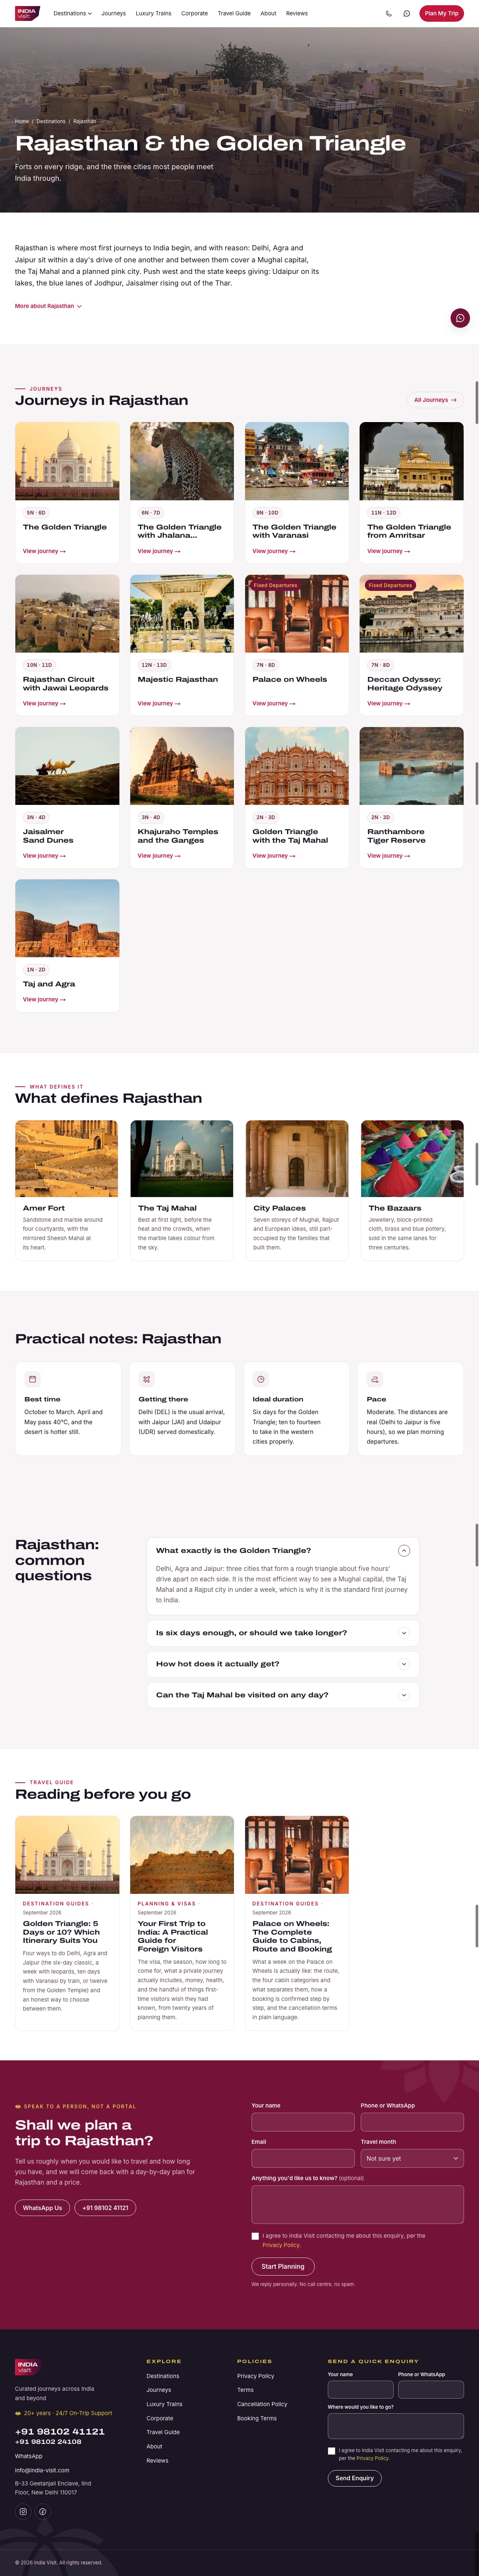 INDIA
visit
Destinations
Journeys
Luxury Trains
Corporate
Travel Guide
About
Reviews
Plan My Trip
Home / Destinations / Rajasthan
Rajasthan & the Golden Triangle
Forts on every ridge, and the three cities most people meet
India through.
Rajasthan is where most first journeys to India begin, and with reason: Delhi, Agra and
Jaipur sit within a day's drive of one another and between them cover a Mughal capital,
the Taj Mahal and a planned pink city. Push west and the state keeps giving: Udaipur on its
lakes, the blue lanes of Jodhpur, Jaisalmer rising out of the Thar.
More about Rajasthan
JOURNEYS
Journeys in Rajasthan
All Journeys
5N · 6D
The Golden Triangle
View journey
6N · 7D
The Golden Triangle
with Jhalana...
View journey
9N · 10D
The Golden Triangle
with Varanasi
View journey
11N · 12D
The Golden Triangle
from Amritsar
View journey
10N · 11D
Rajasthan Circuit
with Jawai Leopards
View journey
12N · 13D
Majestic Rajasthan
View journey
Fixed Departures
7N · 8D
Palace on Wheels
View journey
Fixed Departures
7N · 8D
Deccan Odyssey:
Heritage Odyssey
View journey
3N · 4D
Jaisalmer
Sand Dunes
View journey
3N · 4D
Khajuraho Temples
and the Ganges
View journey
2N · 3D
Golden Triangle
with the Taj Mahal
View journey
2N · 3D
Ranthambore
Tiger Reserve
View journey
1N · 2D
Taj and Agra
View journey
WHAT DEFINES IT
What defines Rajasthan
Amer Fort
Sandstone and marble around
four courtyards, with the
mirrored Sheesh Mahal at
its heart.
The Taj Mahal
Best at first light, before the
heat and the crowds, when
the marble takes colour from
the sky.
City Palaces
Seven storeys of Mughal, Rajput
and European ideas, still part-
occupied by the families that
built them.
The Bazaars
Jewellery, block-printed
cloth, brass and blue pottery,
sold in the same lanes for
three centuries.
Practical notes: Rajasthan
Best time
October to March. April and
May pass 40°C, and the
desert is hotter still.
Getting there
Delhi (DEL) is the usual arrival,
with Jaipur (JAI) and Udaipur
(UDR) served domestically.
Ideal duration
Six days for the Golden
Triangle; ten to fourteen
to take in the western
cities properly.
Pace
Moderate. The distances are
real (Delhi to Jaipur is five
hours), so we plan morning
departures.
Rajasthan:
common
questions
What exactly is the Golden Triangle?
Delhi, Agra and Jaipur: three cities that form a rough triangle about five hours'
drive apart on each side. It is the most efficient way to see a Mughal capital, the Taj
Mahal and a Rajput city in under a week, which is why it is the standard first journey
to India.
Is six days enough, or should we take longer?
How hot does it actually get?
Can the Taj Mahal be visited on any day?
TRAVEL GUIDE
Reading before you go
DESTINATION GUIDES ·
September 2026
Golden Triangle: 5
Days or 10? Which
Itinerary Suits You
Four ways to do Delhi, Agra and
Jaipur (the six-day classic, a
week with leopards, ten days
with Varanasi by train, or twelve
from the Golden Temple) and
an honest way to choose
between them.
PLANNING & VISAS ·
September 2026
Your First Trip to
India: A Practical
Guide for
Foreign Visitors
The visa, the season, how long to
come for, what a private journey
actually includes, money, health,
and the handful of things first-
time visitors wish they had
known, from twenty years of
planning them.
DESTINATION GUIDES ·
September 2026
Palace on Wheels:
The Complete
Guide to Cabins,
Route and Booking
What a week on the Palace on
Wheels is actually like: the route,
the four cabin categories and
what separates them, how a
booking is confirmed step by
step, and the cancellation terms
in plain language.
SPEAK TO A PERSON, NOT A PORTAL
Shall we plan a
trip to Rajasthan?
Tell us roughly when you would like to travel and how long
you have, and we will come back with a day-by-day plan for
Rajasthan and a price.
WhatsApp Us
+91 98102 41121
Your name
Phone or WhatsApp
Email
Travel month
Not sure yet
Anything you'd like us to know? (optional)
I agree to India Visit contacting me about this enquiry, per the
Privacy Policy.
Start Planning
We reply personally. No call centre, no spam.
INDIA
visit
Curated journeys across India
and beyond
20+ years · 24/7 On-Trip Support
+91 98102 41121
+91 98102 24108
WhatsApp
info@india-visit.com
B-33 Geetanjali Enclave, IInd
Floor, New Delhi 110017
EXPLORE
Destinations
Journeys
Luxury Trains
Corporate
Travel Guide
About
Reviews
POLICIES
Privacy Policy
Terms
Cancellation Policy
Booking Terms
SEND A QUICK ENQUIRY
Your name
Phone or WhatsApp
Where would you like to go?
I agree to India Visit contacting me about this enquiry,
per the Privacy Policy.
Send Enquiry
© 2026 India Visit. All rights reserved.